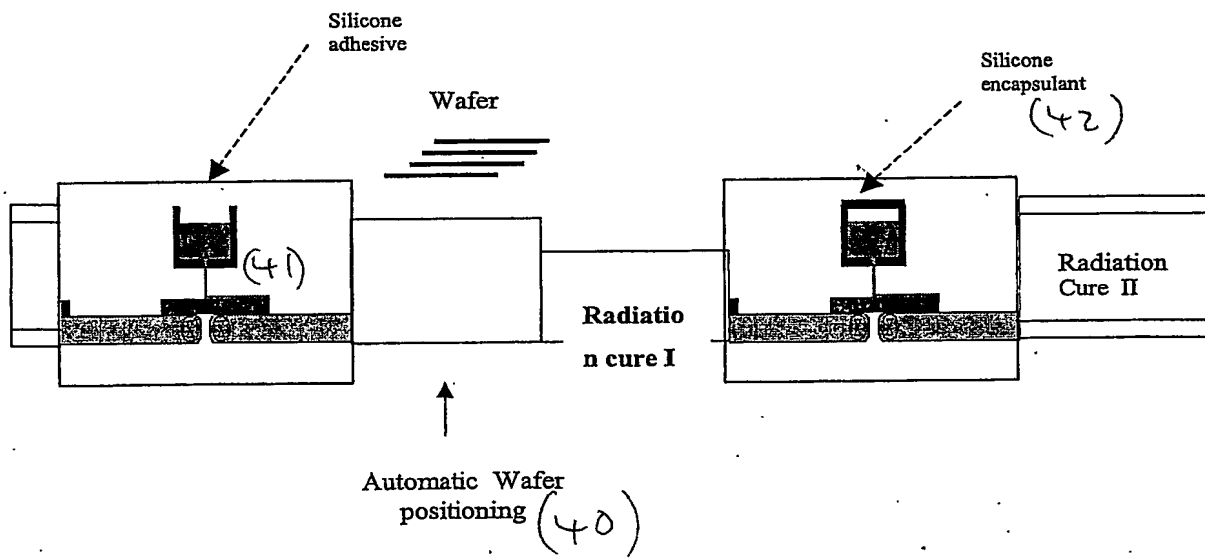 Silicone
adhesive
Wafer
Silicone
encapsulant
(42)
(41)
Radiation
Cure II
Radiatio
n cure I
Automatic Wafer
positioning (40)